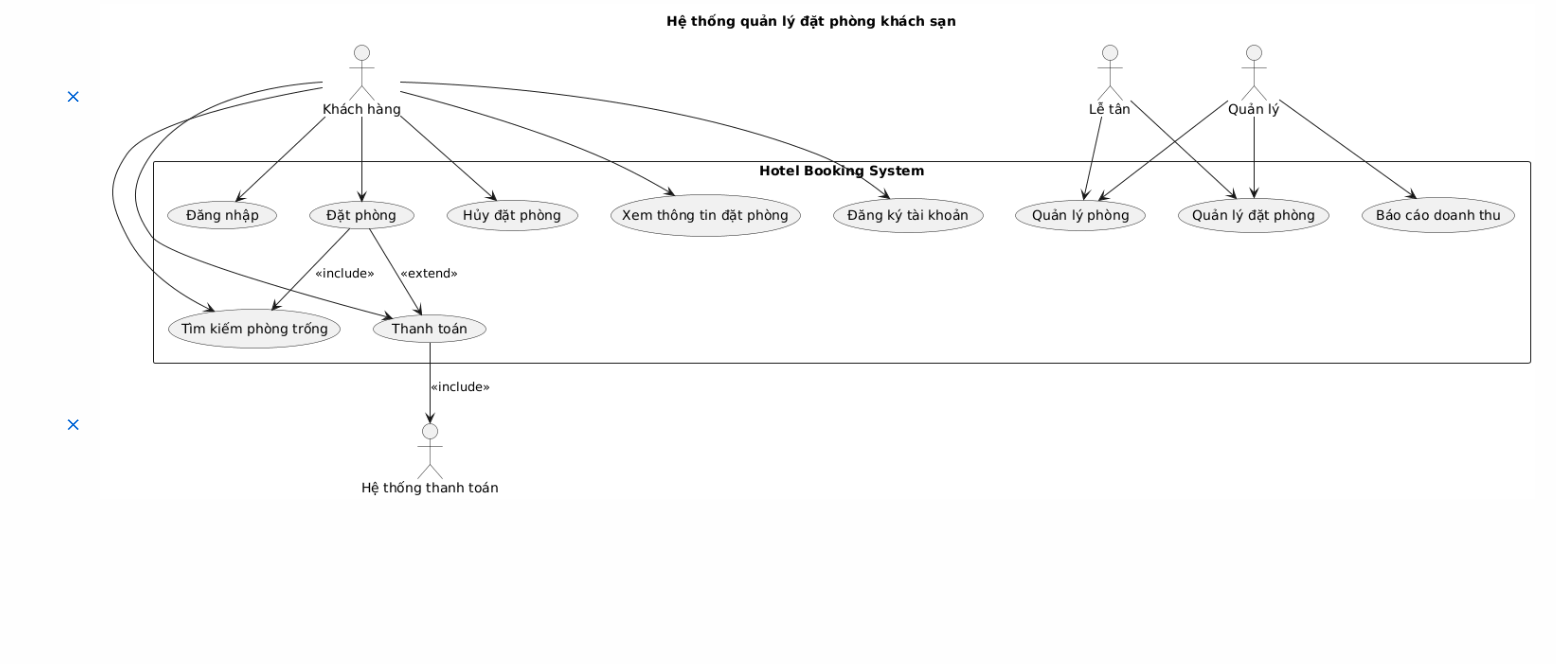 Hệ thống quản lý đặt phòng khách sạn
Khách hàng
Lễ tân
Quản lý
Hotel Booking System
Đăng nhập
Đặt phòng
Hủy đặt phòng
Xem thông tin đặt phòng
Đăng ký tài khoản
Quản lý phòng
Quản lý đặt phòng
Báo cáo doanh thu
«include»
«extend»
Tìm kiếm phòng trống
Thanh toán
«include»
Hệ thống thanh toán